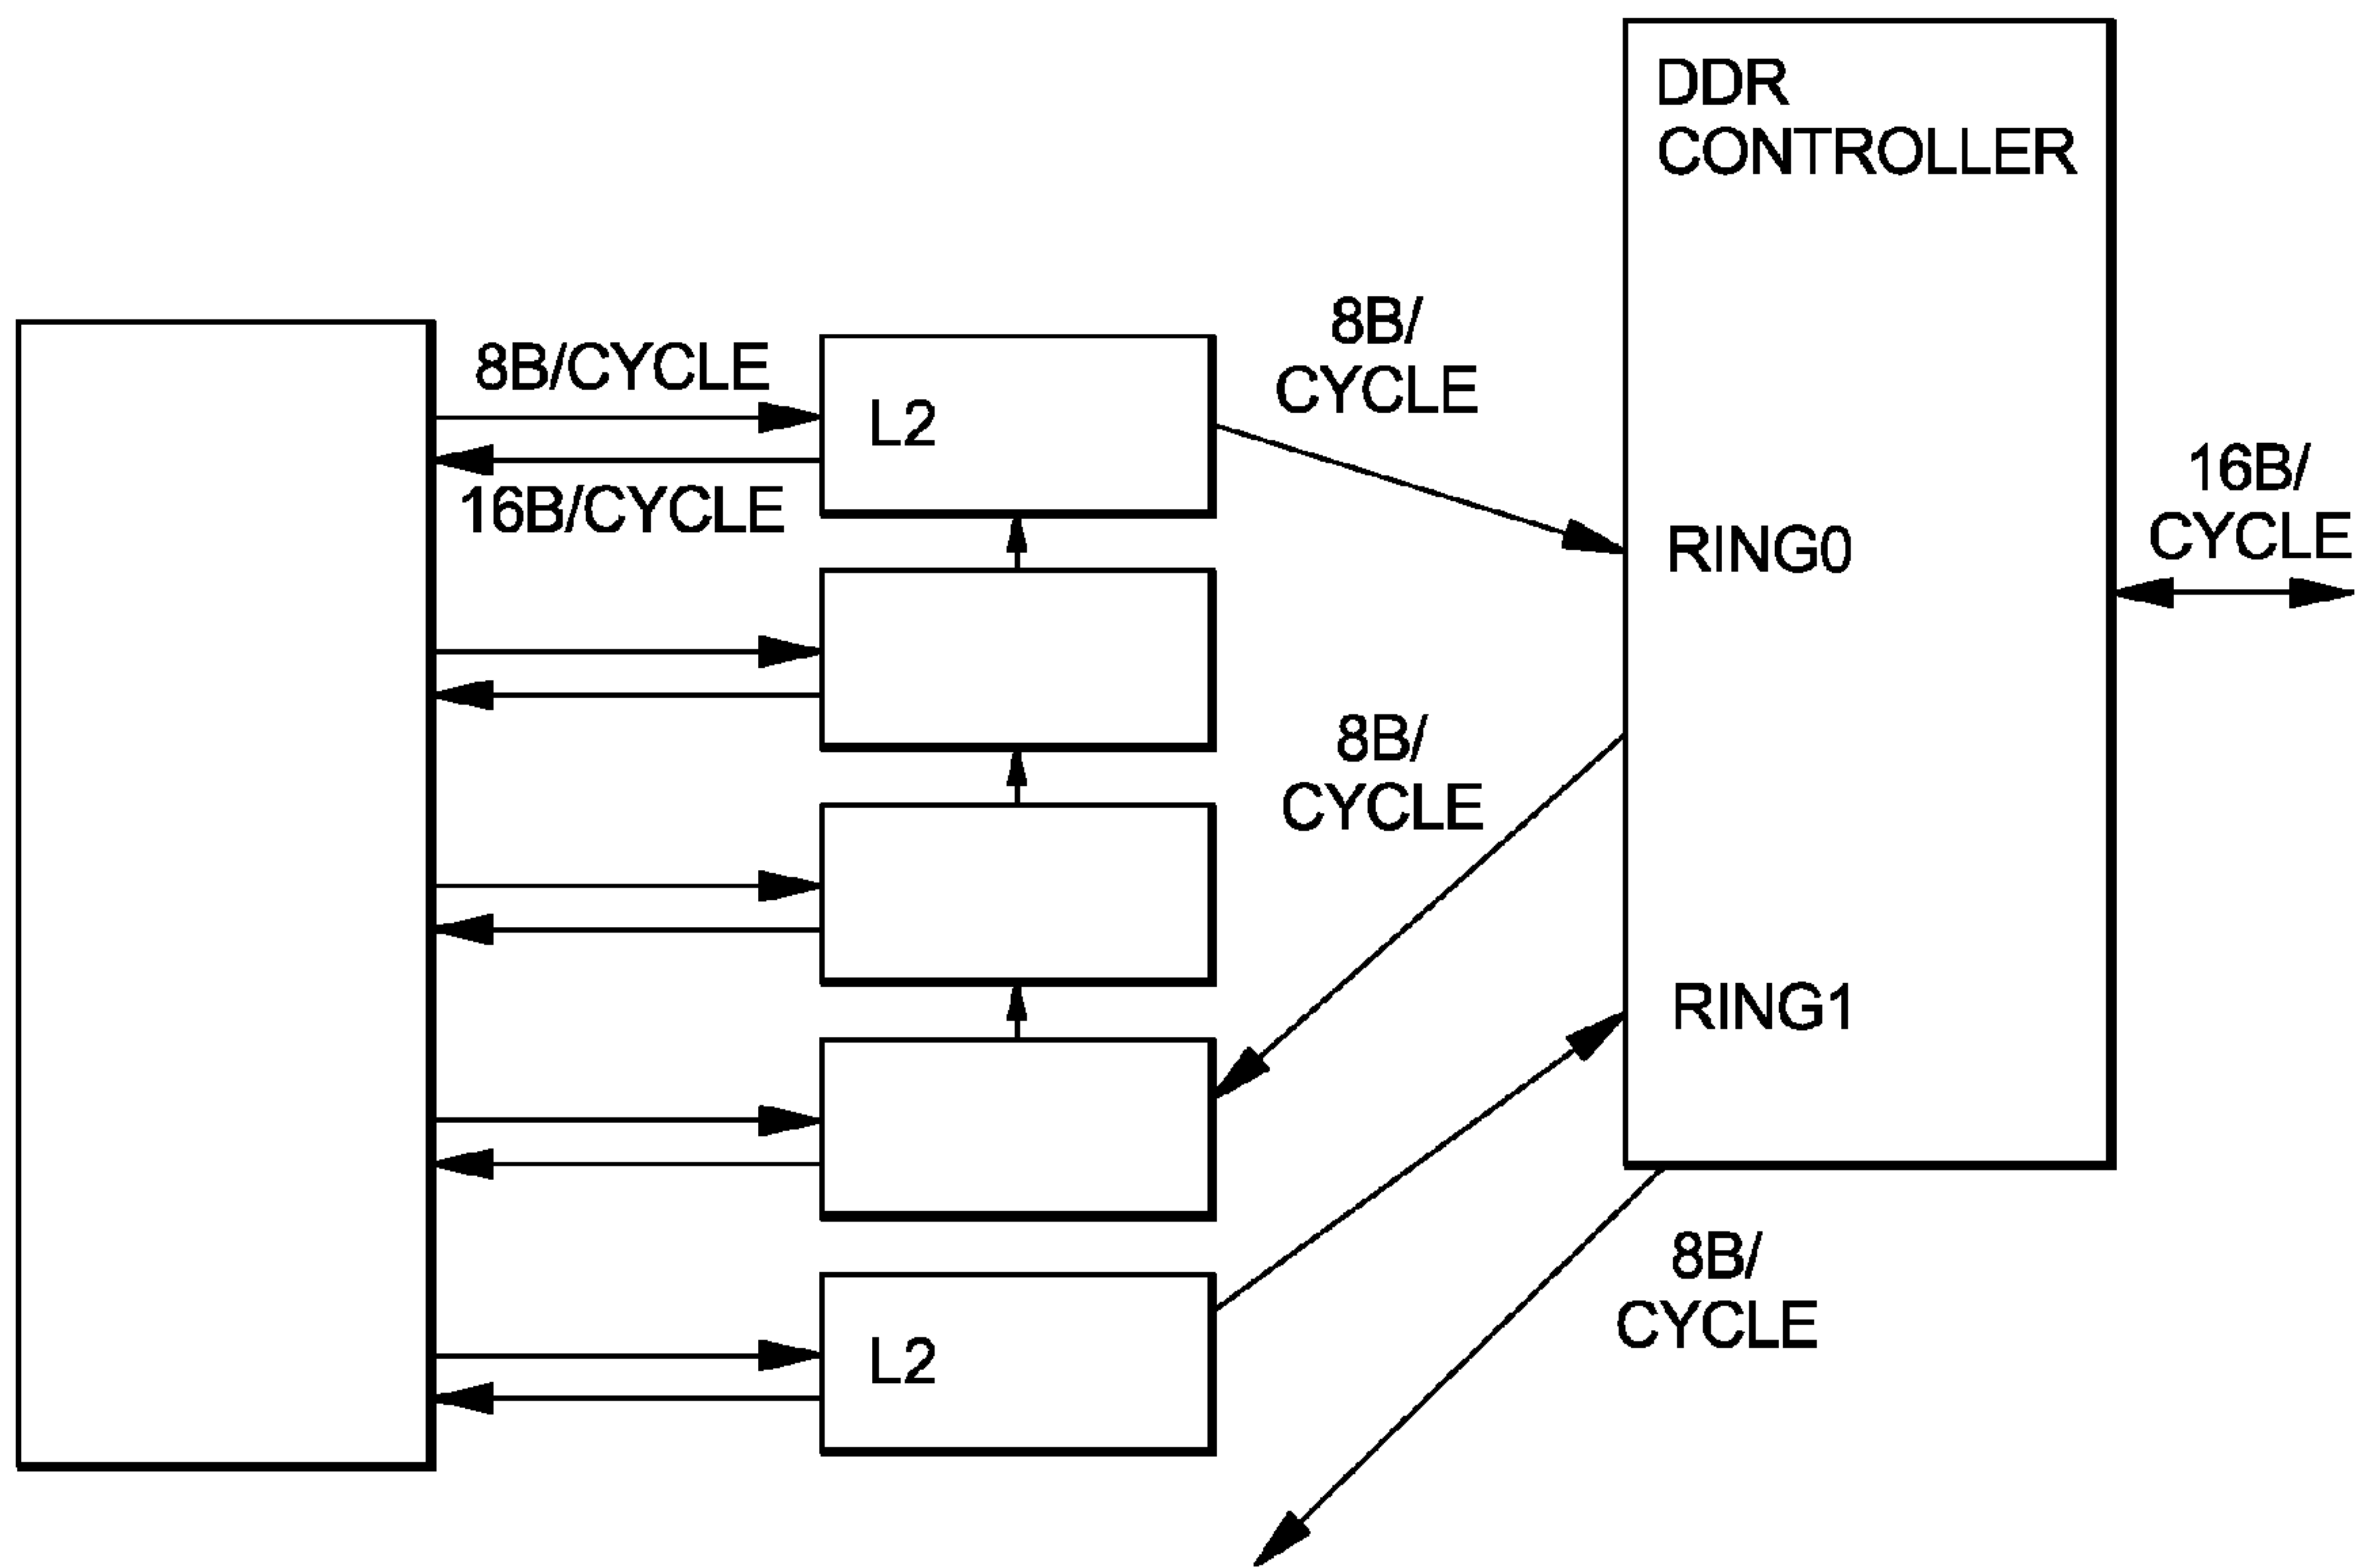 DDR
CONTROLLER
8B/CYCLE
L2
16B/CYCLE
8B/
CYCLE
RING0
16B/
CYCLE
8B/
CYCLE
RING1
L2
8B/
CYCLE